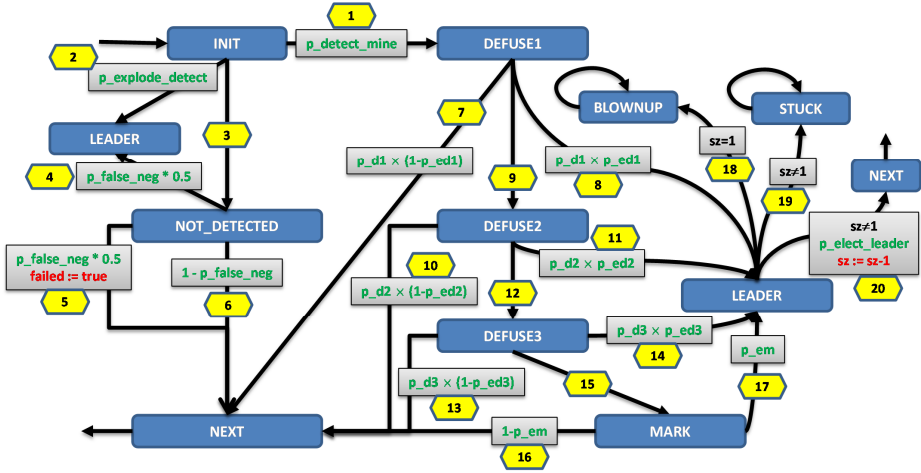 1
INIT
p_detect_mine
DEFUSE1
2
p_explode_detect
7
BLOWNUP
STUCK
LEADER
3
sz=1
4
p_false_neg * 0.5
p_d1 × (1-p_ed1)
9
p_d1 × p_ed1
8
18
sz≠1
19
NEXT
NOT_DETECTED
DEFUSE2
11
sz≠1
p_elect_leader
sz := sz-1
20
p_false_neg * 0.5
failed := true
5
1 - p_false_neg
6
10
p_d2 × (1-p_ed2)
p_d2 × p_ed2
12
LEADER
DEFUSE3
p_d3 × p_ed3
14
p_em
17
p_d3 × (1-p_ed3)
13
15
NEXT
1-p_em
16
MARK